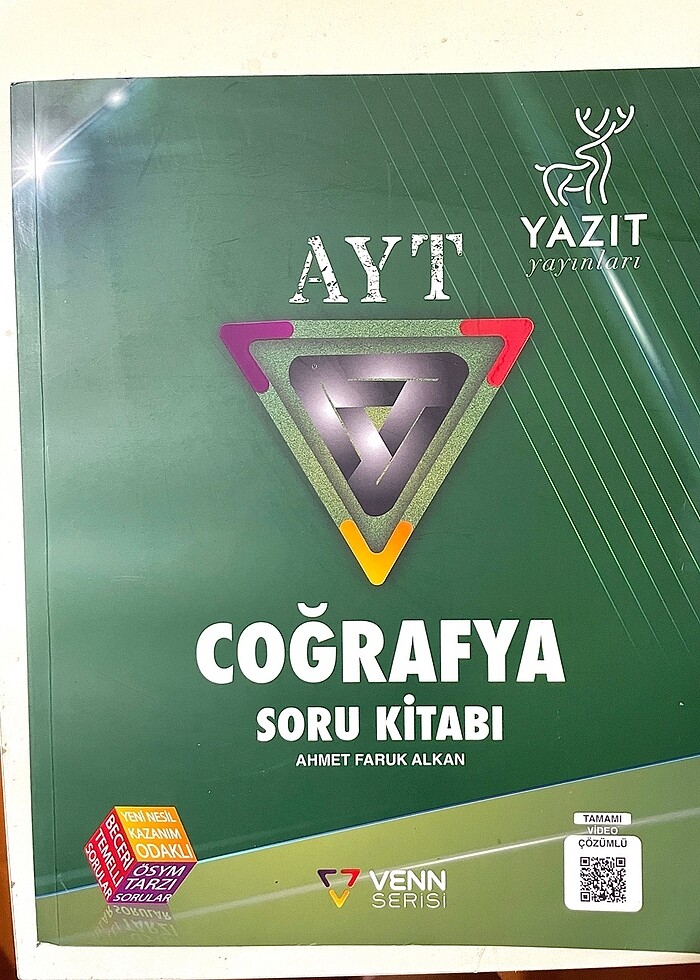 YAZIT
yayınları
AYT
COĞRAFYA
SORU KİTABI
AHMET FARUK ALKAN
YENİ NESİL
KAZANIM
ODAKLI
BECERİ
TEMELLİ
SORULAR
ÖSYM
TARZI
SORULAR
VENN
SERİSİ
TAMAMI
VİDEO
ÇÖZÜMLÜ